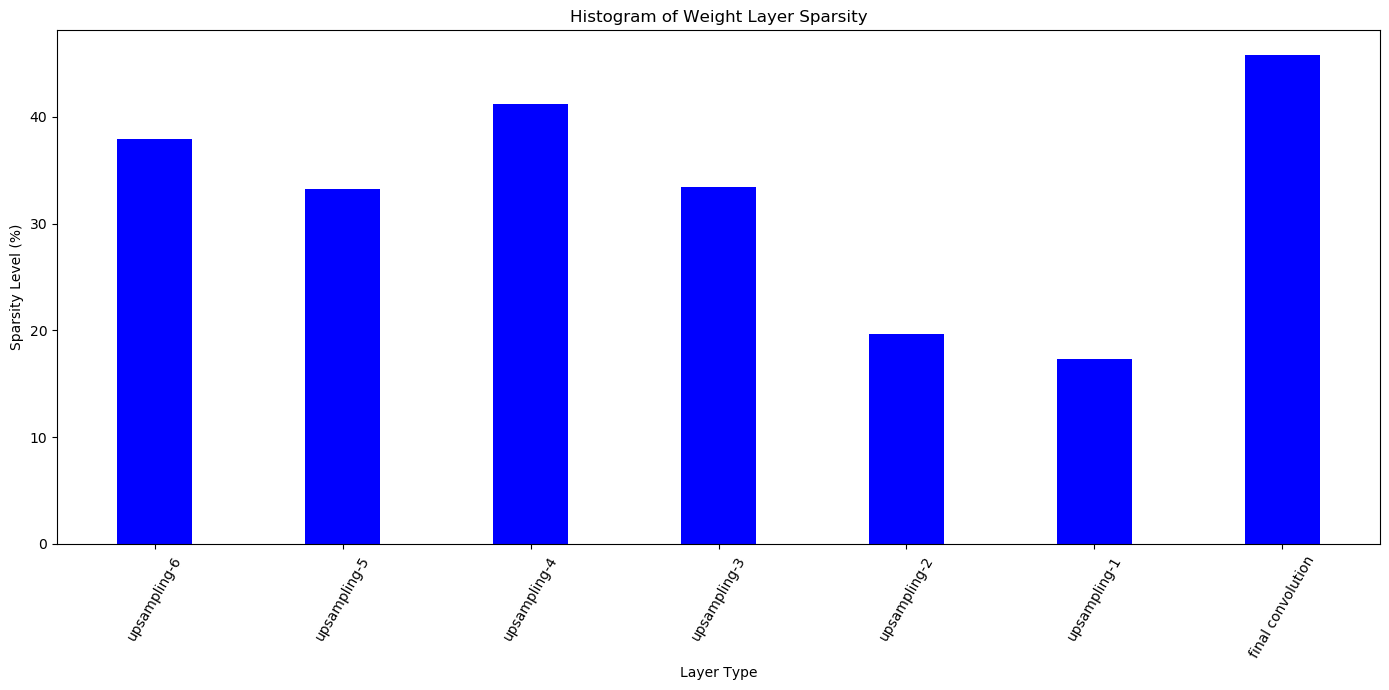 Histogram of Weight Layer Sparsity
Sparsity Level (%)
40
30
20
10
0
upsampling-6
upsampling-5
upsampling-4
upsampling-3
upsampling-2
upsampling-1
final convolution
Layer Type